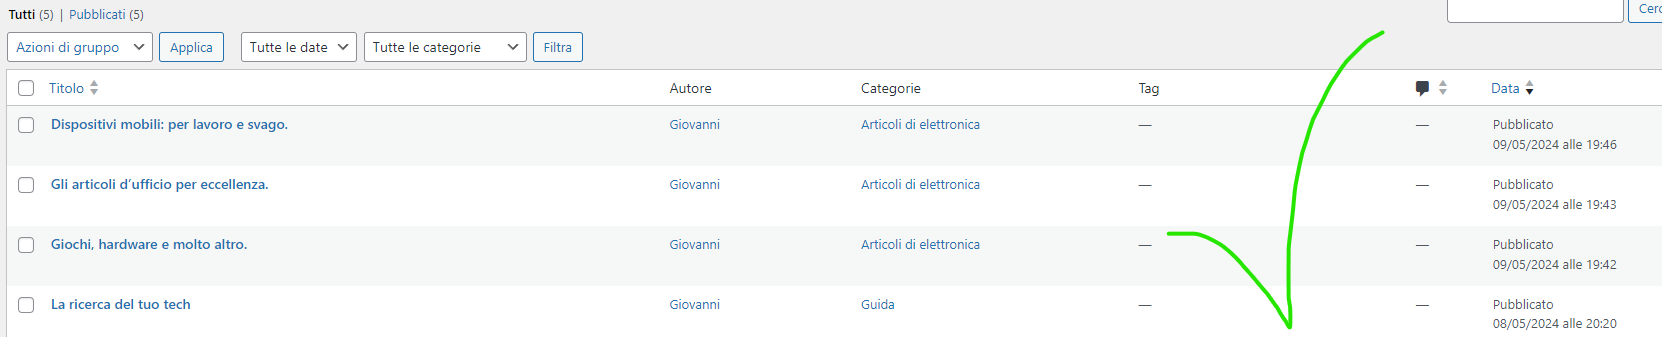 Tutti (5) | Pubblicati (5)
Cerc
Azioni di gruppo Applica Tutte le date Tutte le categorie Filtra
Titolo Autore Categorie Tag Data
Dispositivi mobili: per lavoro e svago. Giovanni Articoli di elettronica — — Pubblicato
09/05/2024 alle 19:46
Gli articoli d’ufficio per eccellenza. Giovanni Articoli di elettronica — — Pubblicato
09/05/2024 alle 19:43
Giochi, hardware e molto altro. Giovanni Articoli di elettronica — — Pubblicato
09/05/2024 alle 19:42
La ricerca del tuo tech Giovanni Guida — — Pubblicato
08/05/2024 alle 20:20